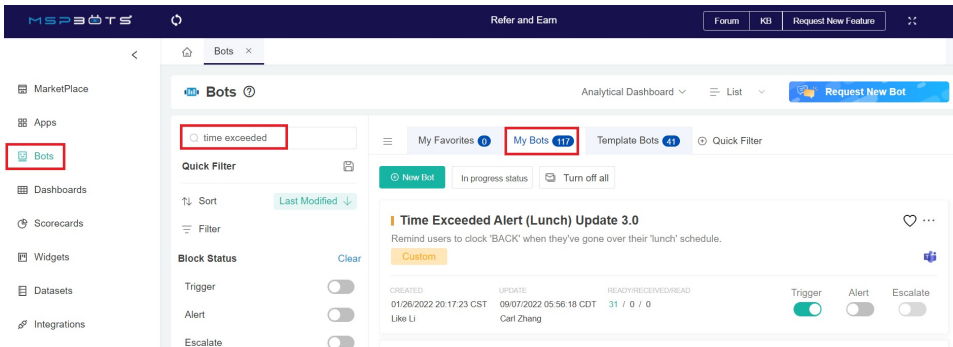 MSPBOTS
Refer and Earn
Forum
KB
Request New Feature
Bots ×
MarketPlace
Apps
Bots
Dashboards
Scorecards
Widgets
Datasets
Integrations
Bots
Analytical Dashboard
List
Request New Bot
time exceeded
Quick Filter
Sort
Last Modified ↓
Filter
Block Status
Clear
Trigger
Alert
Escalate
My Favorites 0
My Bots 117
Template Bots 41
Quick Filter
New Bot
In progress status
Turn off all
Time Exceeded Alert (Lunch) Update 3.0
Remind users to clock 'BACK' when they've gone over their 'lunch' schedule.
Custom
CREATED
UPDATE
READY/RECEIVED/READ
01/26/2022 20:17:23 CST
09/07/2022 05:56:18 CDT
31 / 0 / 0
Like Li
Carl Zhang
Trigger
Alert
Escalate